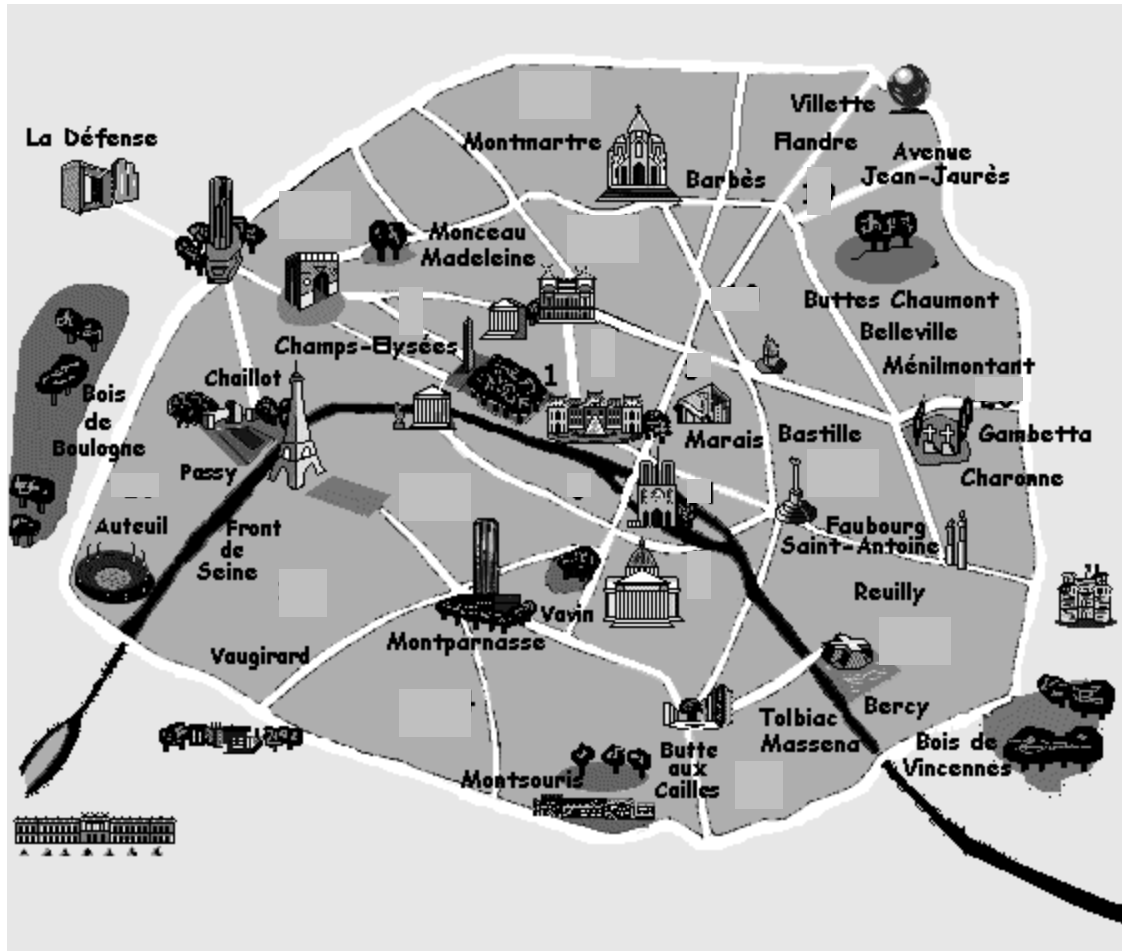 Villette
La Défense
Montmartre
Flandre
Avenue
Jean-Jaurès
Barbès
Monceau
Madeleine
Buttes Chaumont
Belleville
Champs-Elysées
Ménilmontant
1
Chaillot
Bois
de
Boulogne
Marais
Bastille
Gambetta
Charonne
Passy
Auteuil
Front
de
Seine
Faubourg
Saint-Antoine
Reuilly
Vavin
Montparnasse
Vaugirard
Bercy
Tolbiac
Massena
Bois de
Vincennes
Butte
aux
Cailles
Montsouris